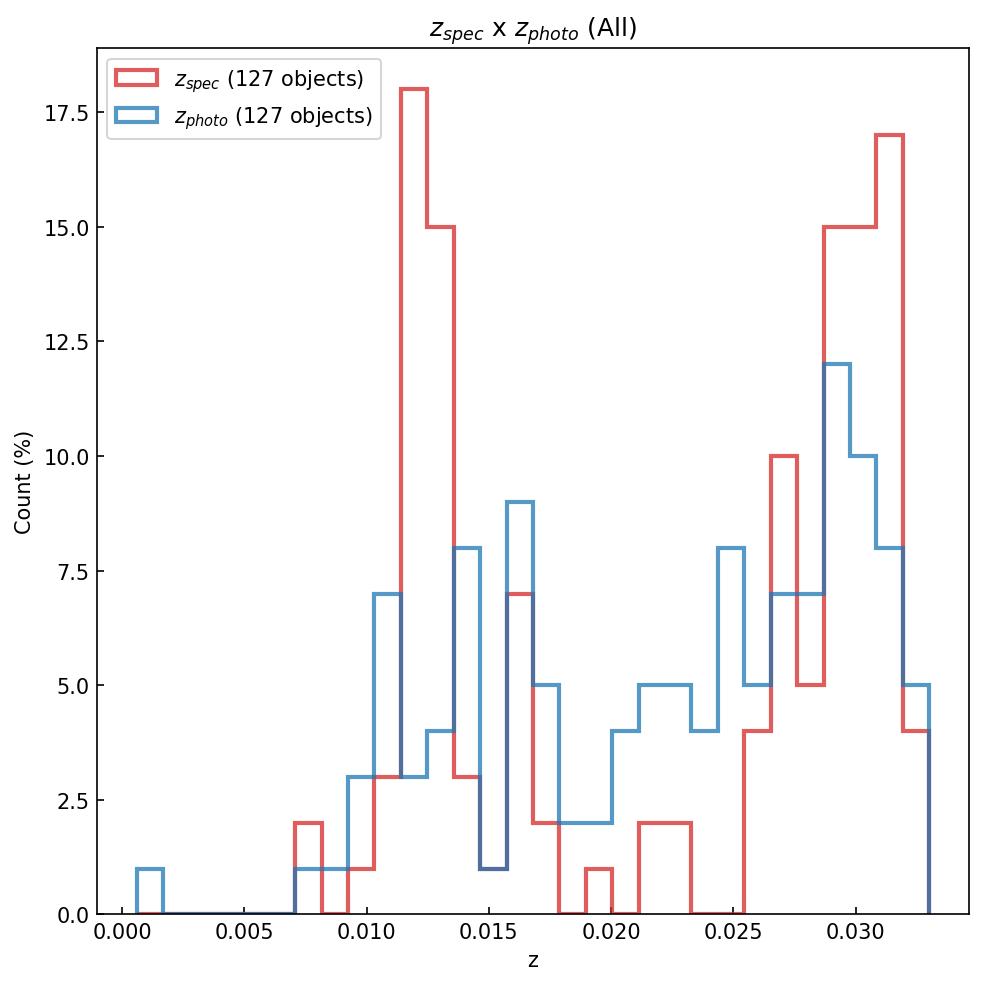 z_spec x z_photo (All)
z_spec (127 objects)
z_photo (127 objects)
Count (%)
17.5
15.0
12.5
10.0
7.5
5.0
2.5
0.0
0.000 0.005 0.010 0.015 0.020 0.025 0.030
z